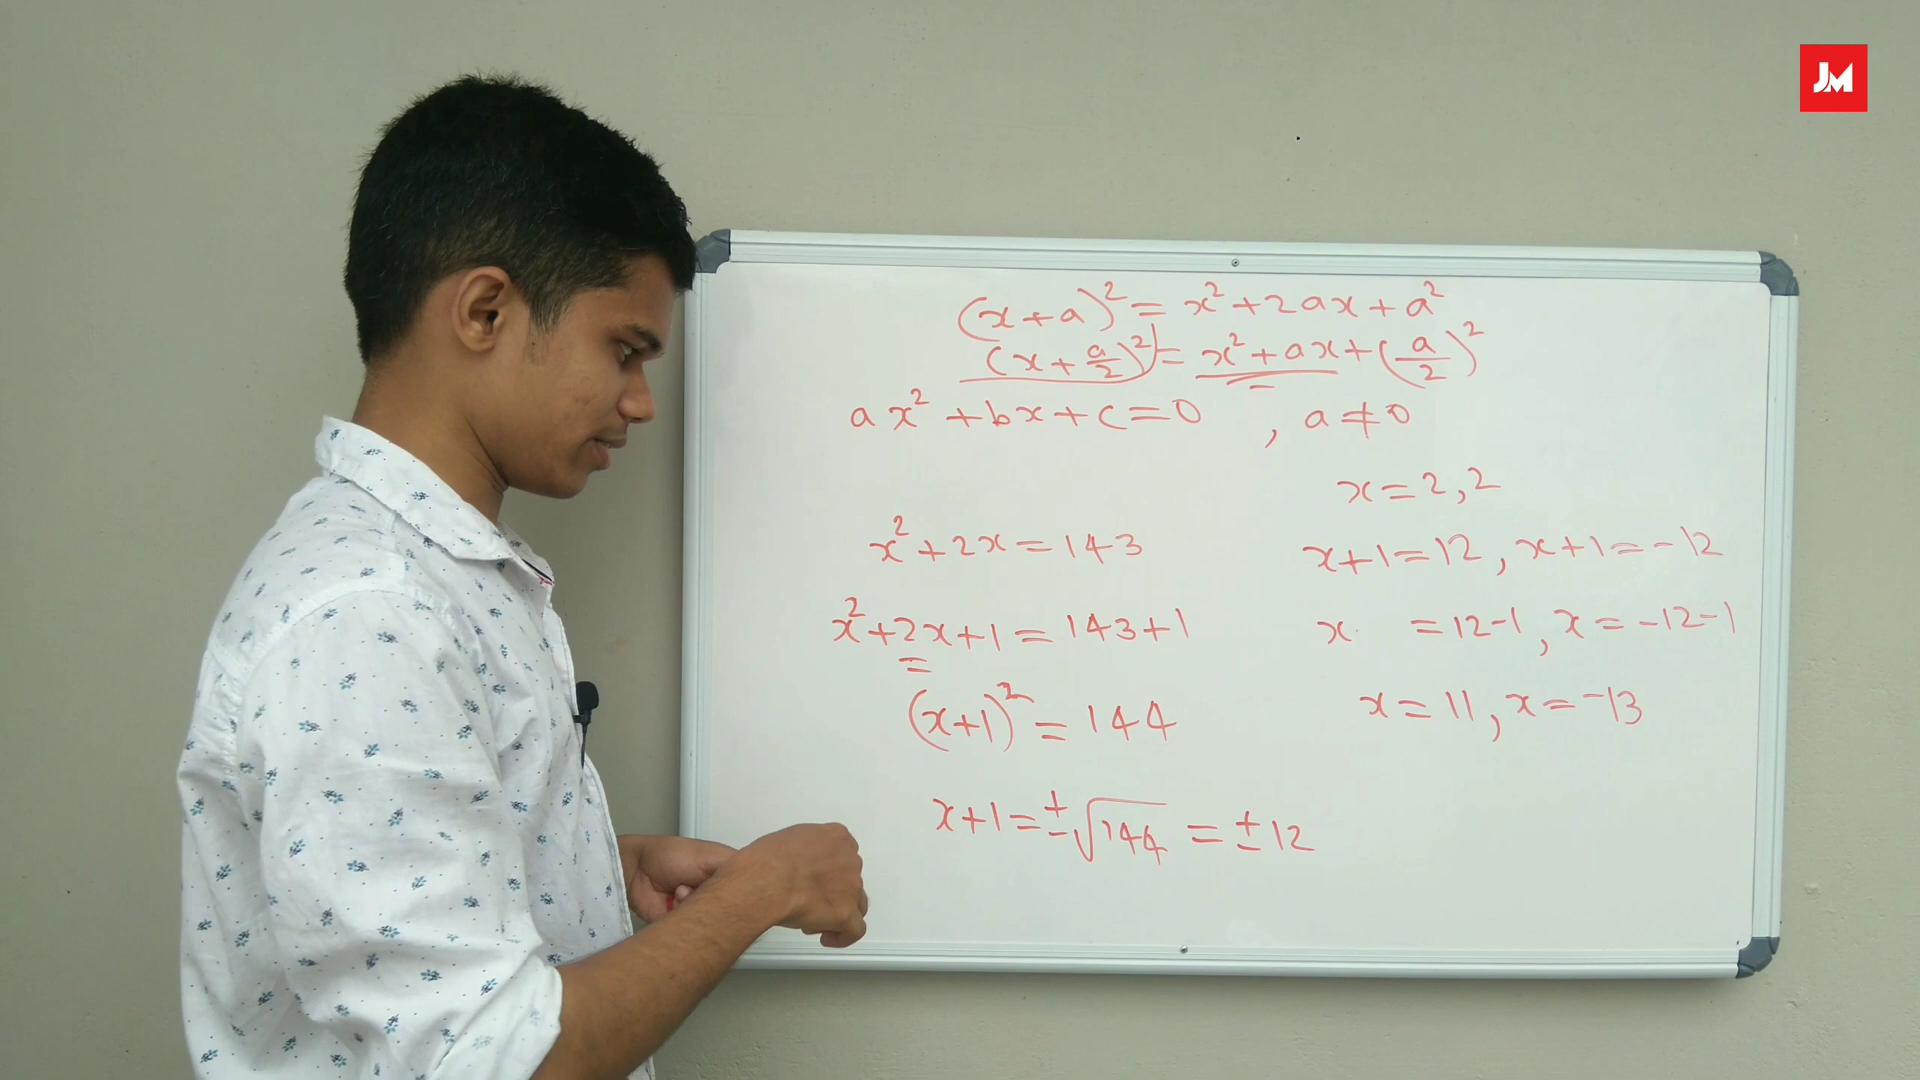 JM
(x+a)² = x²+2ax+a²
(x+a/2)² = x²+ax+(a/2)²
ax²+bx+c=0 , a≠0
x=2,2
x²+2x=143
x+1=12, x+1=-12
x²+2x+1=143+1
x =12-1, x=-12-1
(x+1)²=144
x=11, x=-13
x+1=±√144 = ±12